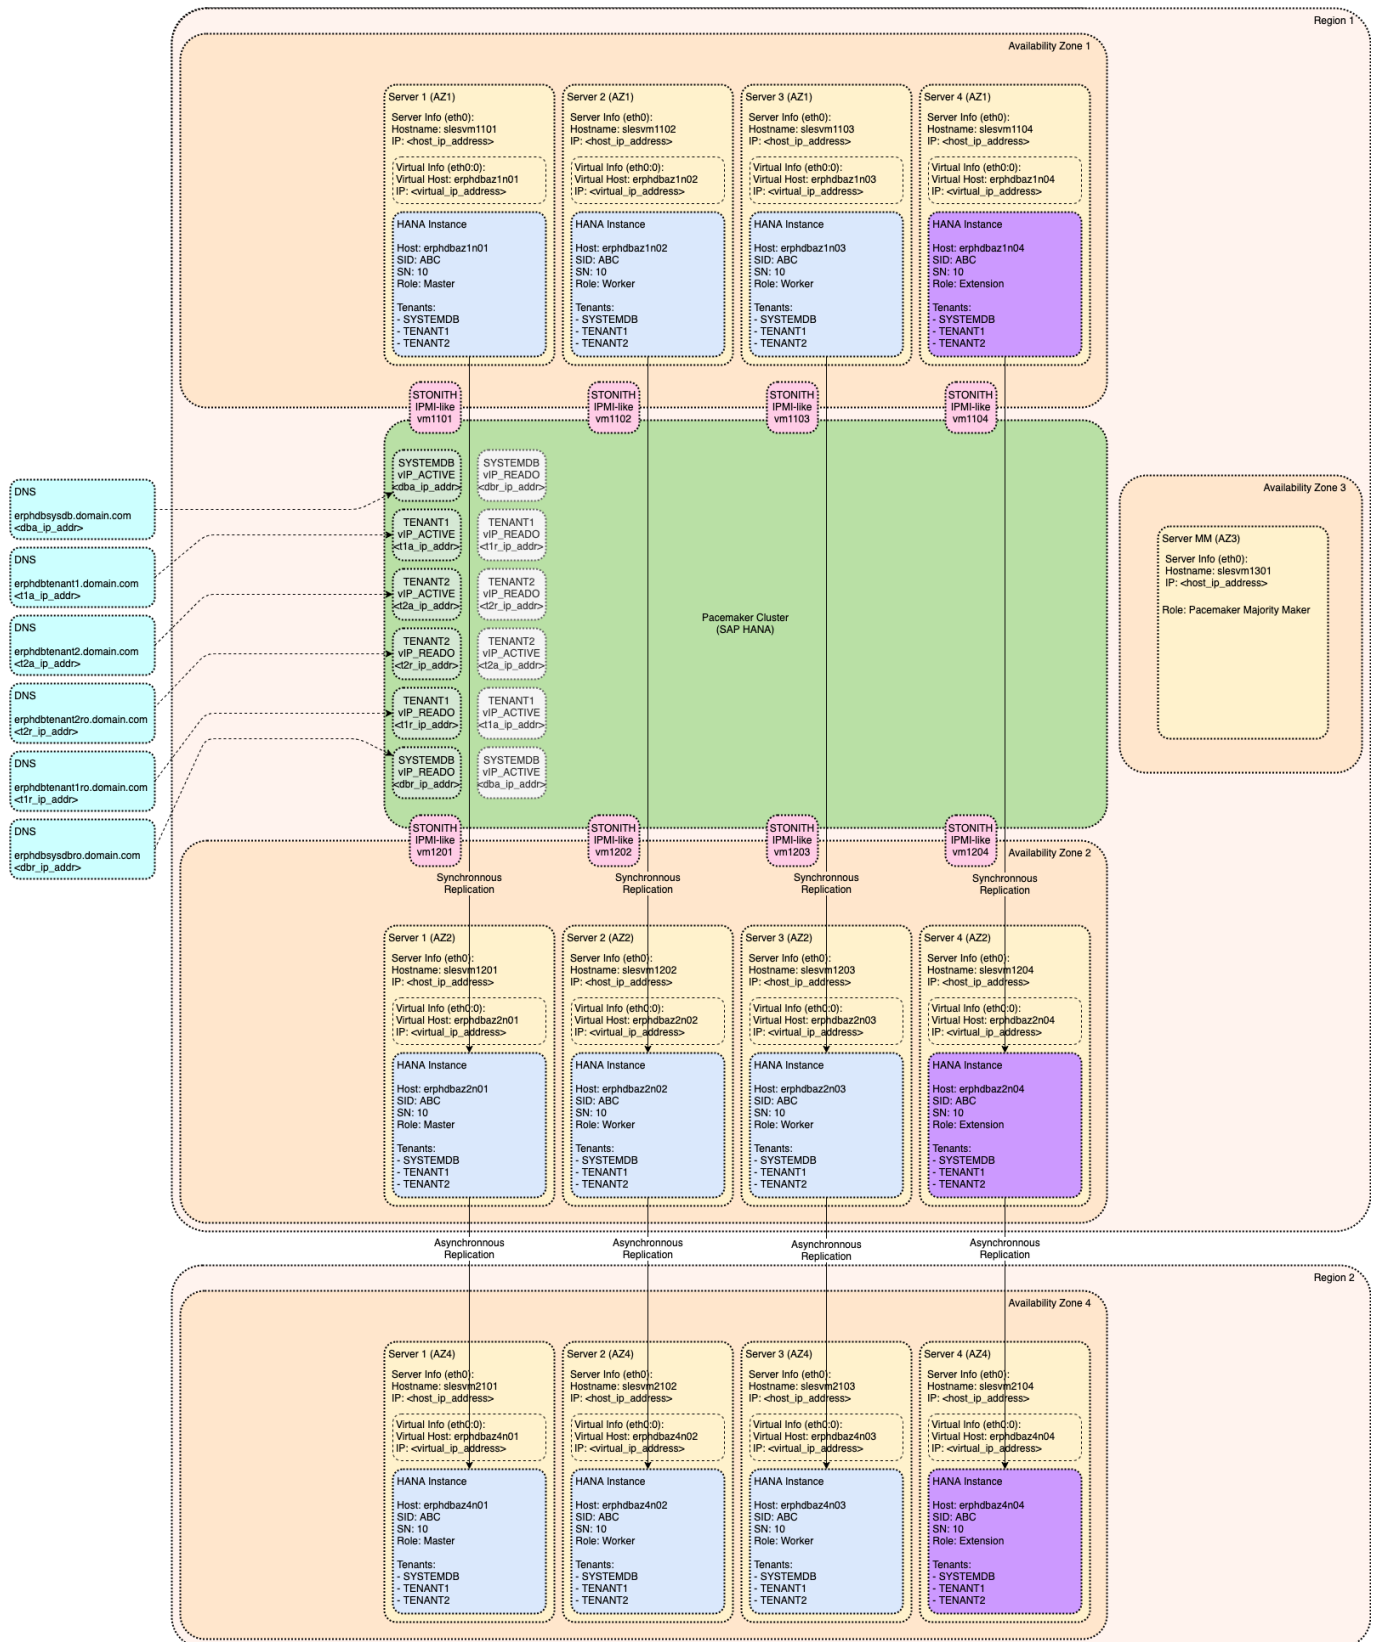 Region 1
Availability Zone 1
Server 1 (AZ1)
Server Info (eth0):
Hostname: slesvm1101
IP: <host_ip_address>
Virtual Info (eth0:0):
Virtual Host: erphdbaz1n01
IP: <virtual_ip_address>
HANA Instance
Host: erphdbaz1n01
SID: ABC
SN: 10
Role: Master
Tenants:
- SYSTEMDB
- TENANT1
- TENANT2
Server 2 (AZ1)
Server Info (eth0):
Hostname: slesvm1102
IP: <host_ip_address>
Virtual Info (eth0:0):
Virtual Host: erphdbaz1n02
IP: <virtual_ip_address>
HANA Instance
Host: erphdbaz1n02
SID: ABC
SN: 10
Role: Worker
Tenants:
- SYSTEMDB
- TENANT1
- TENANT2
Server 3 (AZ1)
Server Info (eth0):
Hostname: slesvm1103
IP: <host_ip_address>
Virtual Info (eth0:0):
Virtual Host: erphdbaz1n03
IP: <virtual_ip_address>
HANA Instance
Host: erphdbaz1n03
SID: ABC
SN: 10
Role: Worker
Tenants:
- SYSTEMDB
- TENANT1
- TENANT2
Server 4 (AZ1)
Server Info (eth0):
Hostname: slesvm1104
IP: <host_ip_address>
Virtual Info (eth0:0):
Virtual Host: erphdbaz1n04
IP: <virtual_ip_address>
HANA Instance
Host: erphdbaz1n04
SID: ABC
SN: 10
Role: Extension
Tenants:
- SYSTEMDB
- TENANT1
- TENANT2
STONITH
IPMI-like
vm1101
STONITH
IPMI-like
vm1102
STONITH
IPMI-like
vm1103
STONITH
IPMI-like
vm1104
DNS
erphdbsysdb.domain.com
<dba_ip_addr>
DNS
erphdbtenant1.domain.com
<t1a_ip_addr>
DNS
erphdbtenant2.domain.com
<t2a_ip_addr>
DNS
erphdbtenant2ro.domain.com
<t2r_ip_addr>
DNS
erphdbtenant1ro.domain.com
<t1r_ip_addr>
DNS
erphdbsysdbro.domain.com
<dbr_ip_addr>
SYSTEMDB
vIP_ACTIVE
<dba_ip_addr>
SYSTEMDB
vIP_READO
<dbr_ip_addr>
TENANT1
vIP_ACTIVE
<t1a_ip_addr>
TENANT1
vIP_READO
<t1r_ip_addr>
TENANT2
vIP_ACTIVE
<t2a_ip_addr>
TENANT2
vIP_READO
<t2r_ip_addr>
TENANT2
vIP_READO
<t2r_ip_addr>
TENANT2
vIP_ACTIVE
<t2a_ip_addr>
TENANT1
vIP_READO
<t1r_ip_addr>
TENANT1
vIP_ACTIVE
<t1a_ip_addr>
SYSTEMDB
vIP_READO
<dbr_ip_addr>
SYSTEMDB
vIP_ACTIVE
<dba_ip_addr>
Pacemaker Cluster
(SAP HANA)
Availability Zone 3
Server MM (AZ3)
Server Info (eth0):
Hostname: slesvm1301
IP: <host_ip_address>
Role: Pacemaker Majority Maker
STONITH
IPMI-like
vm1201
STONITH
IPMI-like
vm1202
STONITH
IPMI-like
vm1203
STONITH
IPMI-like
vm1204
Availability Zone 2
Synchronnous
Replication
Synchronnous
Replication
Synchronnous
Replication
Synchronnous
Replication
Server 1 (AZ2)
Server Info (eth0):
Hostname: slesvm1201
IP: <host_ip_address>
Virtual Info (eth0:0):
Virtual Host: erphdbaz2n01
IP: <virtual_ip_address>
HANA Instance
Host: erphdbaz2n01
SID: ABC
SN: 10
Role: Master
Tenants:
- SYSTEMDB
- TENANT1
- TENANT2
Server 2 (AZ2)
Server Info (eth0):
Hostname: slesvm1202
IP: <host_ip_address>
Virtual Info (eth0:0):
Virtual Host: erphdbaz2n02
IP: <virtual_ip_address>
HANA Instance
Host: erphdbaz2n02
SID: ABC
SN: 10
Role: Worker
Tenants:
- SYSTEMDB
- TENANT1
- TENANT2
Server 3 (AZ2)
Server Info (eth0):
Hostname: slesvm1203
IP: <host_ip_address>
Virtual Info (eth0:0):
Virtual Host: erphdbaz2n03
IP: <virtual_ip_address>
HANA Instance
Host: erphdbaz2n03
SID: ABC
SN: 10
Role: Worker
Tenants:
- SYSTEMDB
- TENANT1
- TENANT2
Server 4 (AZ2)
Server Info (eth0):
Hostname: slesvm1204
IP: <host_ip_address>
Virtual Info (eth0:0):
Virtual Host: erphdbaz2n04
IP: <virtual_ip_address>
HANA Instance
Host: erphdbaz2n04
SID: ABC
SN: 10
Role: Extension
Tenants:
- SYSTEMDB
- TENANT1
- TENANT2
Asynchronnous
Replication
Asynchronnous
Replication
Asynchronnous
Replication
Asynchronnous
Replication
Region 2
Availability Zone 4
Server 1 (AZ4)
Server Info (eth0):
Hostname: slesvm2101
IP: <host_ip_address>
Virtual Info (eth0:0):
Virtual Host: erphdbaz4n01
IP: <virtual_ip_address>
HANA Instance
Host: erphdbaz4n01
SID: ABC
SN: 10
Role: Master
Tenants:
- SYSTEMDB
- TENANT1
- TENANT2
Server 2 (AZ4)
Server Info (eth0):
Hostname: slesvm2102
IP: <host_ip_address>
Virtual Info (eth0:0):
Virtual Host: erphdbaz4n02
IP: <virtual_ip_address>
HANA Instance
Host: erphdbaz4n02
SID: ABC
SN: 10
Role: Worker
Tenants:
- SYSTEMDB
- TENANT1
- TENANT2
Server 3 (AZ4)
Server Info (eth0):
Hostname: slesvm2103
IP: <host_ip_address>
Virtual Info (eth0:0):
Virtual Host: erphdbaz4n03
IP: <virtual_ip_address>
HANA Instance
Host: erphdbaz4n03
SID: ABC
SN: 10
Role: Worker
Tenants:
- SYSTEMDB
- TENANT1
- TENANT2
Server 4 (AZ4)
Server Info (eth0):
Hostname: slesvm2104
IP: <host_ip_address>
Virtual Info (eth0:0):
Virtual Host: erphdbaz4n04
IP: <virtual_ip_address>
HANA Instance
Host: erphdbaz4n04
SID: ABC
SN: 10
Role: Extension
Tenants:
- SYSTEMDB
- TENANT1
- TENANT2